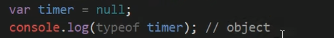 var timer = null;
console.log(typeof timer); // object